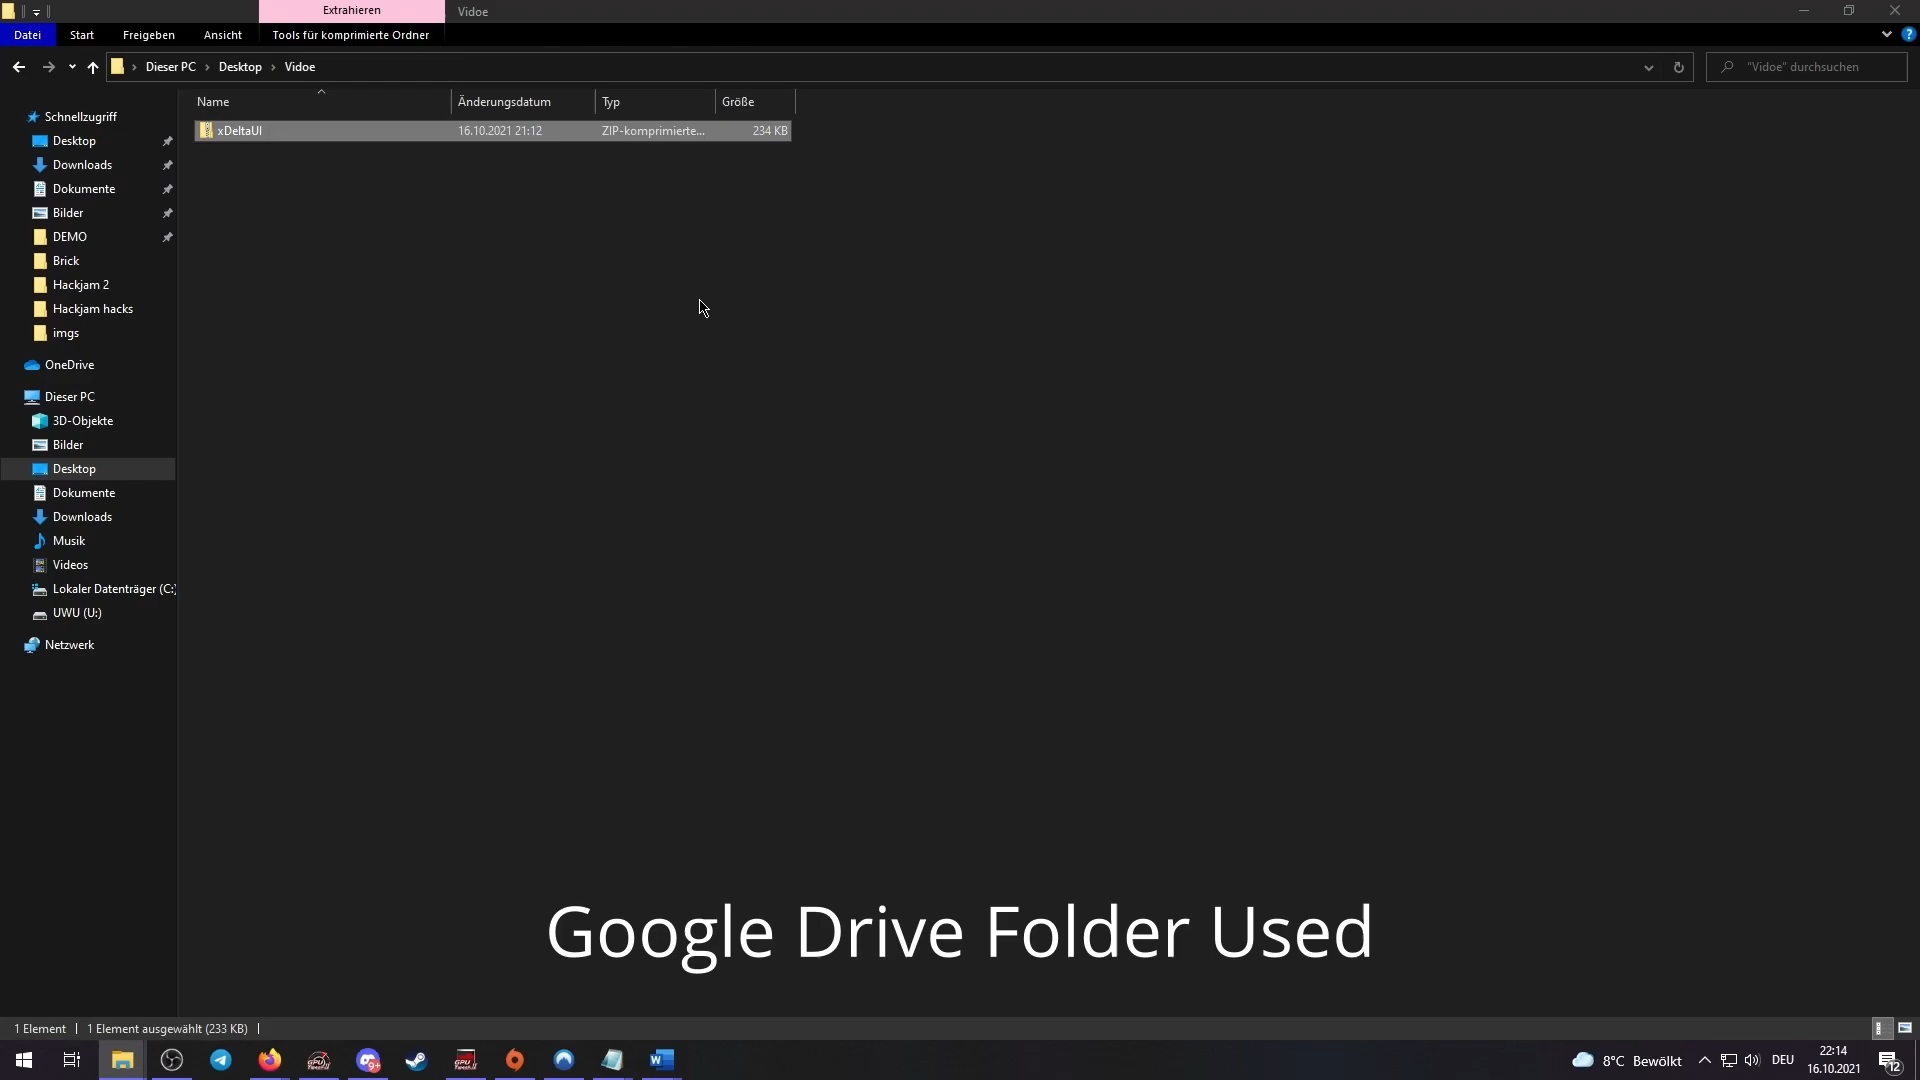 Extrahieren
Vidoe
Datei
Start
Freigeben
Ansicht
Tools für komprimierte Ordner
Dieser PC
Desktop
Vidoe
"Vidoe" durchsuchen
Name
Änderungsdatum
Typ
Größe
xDeltaUI
16.10.2021 21:12
ZIP-komprimierte...
234 KB
Schnellzugriff
Desktop
Downloads
Dokumente
Bilder
DEMO
Brick
Hackjam 2
Hackjam hacks
imgs
OneDrive
Dieser PC
3D-Objekte
Bilder
Desktop
Dokumente
Downloads
Musik
Videos
Lokaler Datenträger (C:)
UWU (U:)
Netzwerk
Google Drive Folder Used
1 Element
1 Element ausgewählt (233 KB)
9+
8°C Bewölkt
DEU
22:14
16.10.2021
12